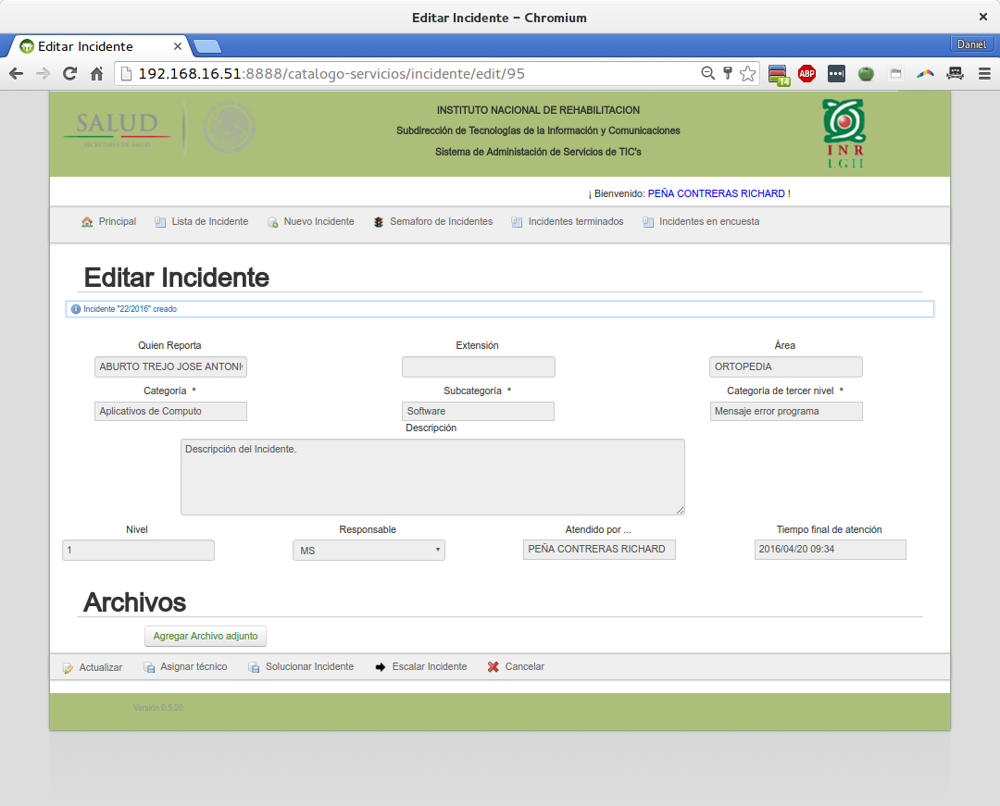 Editar Incidente – Chromium
Editar Incidente
Daniel
192.168.16.51:8888/catalogo-servicios/incidente/edit/95
14
ABP
SALUD
SECRETARÍA DE SALUD
INSTITUTO NACIONAL DE REHABILITACION
Subdirección de Tecnologías de la Información y Comunicaciones
Sistema de Administación de Servicios de TIC's
INR
LGII
¡ Bienvenido: PEÑA CONTRERAS RICHARD !
Principal Lista de Incidente Nuevo Incidente Semaforo de Incidentes Incidentes terminados Incidentes en encuesta
Editar Incidente
Incidente "22/2016" creado
Quien Reporta Extensión Área
ABURTO TREJO JOSE ANTONI ORTOPEDIA
Categoría * Subcategoría * Categoría de tercer nivel *
Aplicativos de Computo Software Mensaje error programa
Descripción
Descripción del Incidente.
Nivel Responsable Atendido por ... Tiempo final de atención
1 MS PEÑA CONTRERAS RICHARD 2016/04/20 09:34
Archivos
Agregar Archivo adjunto
Actualizar Asignar técnico Solucionar Incidente Escalar Incidente Cancelar
Versión 0.5.20